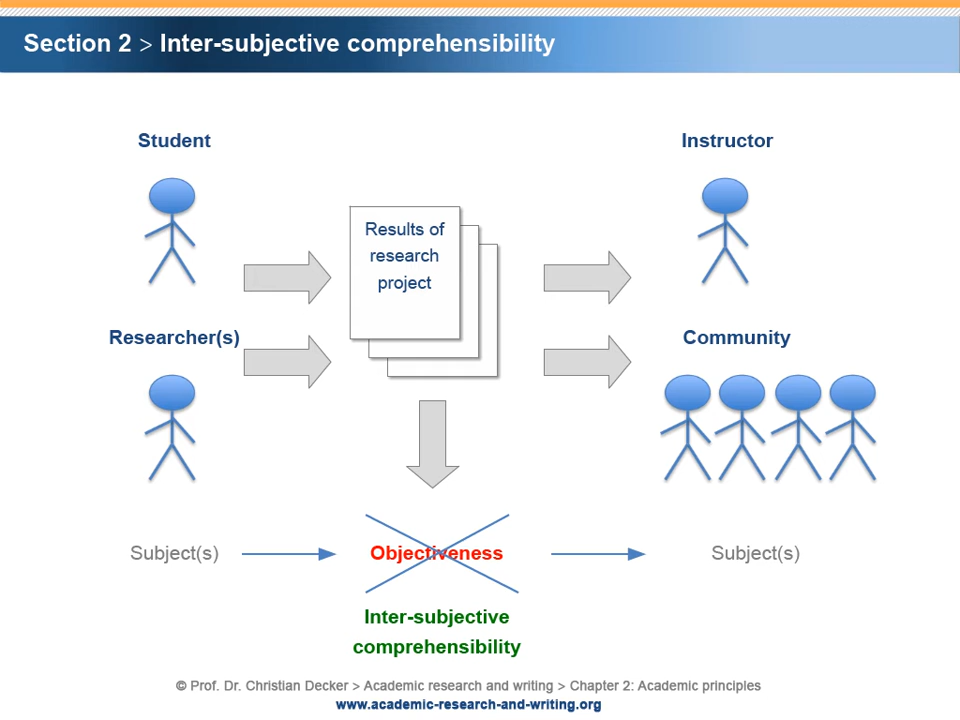 Section 2 > Inter-subjective comprehensibility
Student
Instructor
Results of
research
project
Researcher(s)
Community
Subject(s)
Objectiveness
Subject(s)
Inter-subjective
comprehensibility
© Prof. Dr. Christian Decker > Academic research and writing > Chapter 2: Academic principles
www.academic-research-and-writing.org